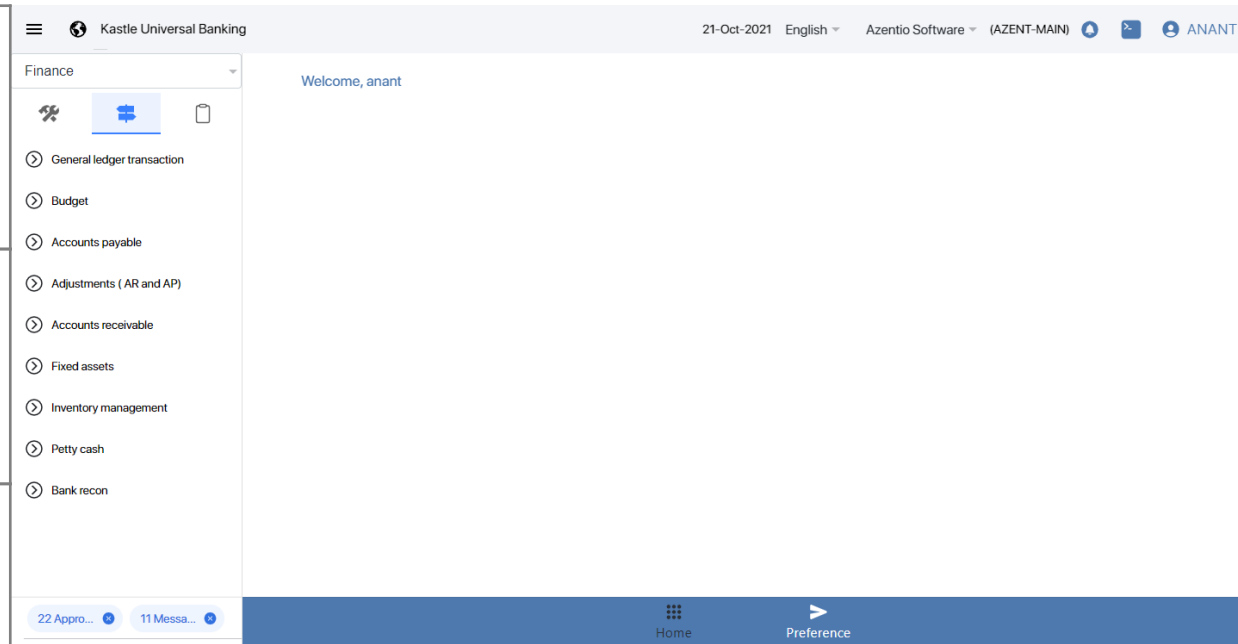 Kastle Universal Banking 21-Oct-2021 English Azentio Software (AZENT-MAIN) ANANT
Finance
Welcome, anant
General ledger transaction
Budget
Accounts payable
Adjustments ( AR and AP)
Accounts receivable
Fixed assets
Inventory management
Petty cash
Bank recon
22 Appro... 11 Messa...
Home Preference